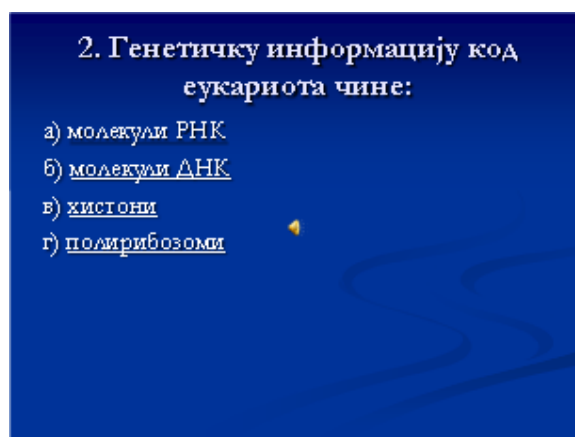 2. Генетичку информацију код
еукариота чине:
а) молекули РНК
б) молекули ДНК
в) хистони
г) полирибозоми